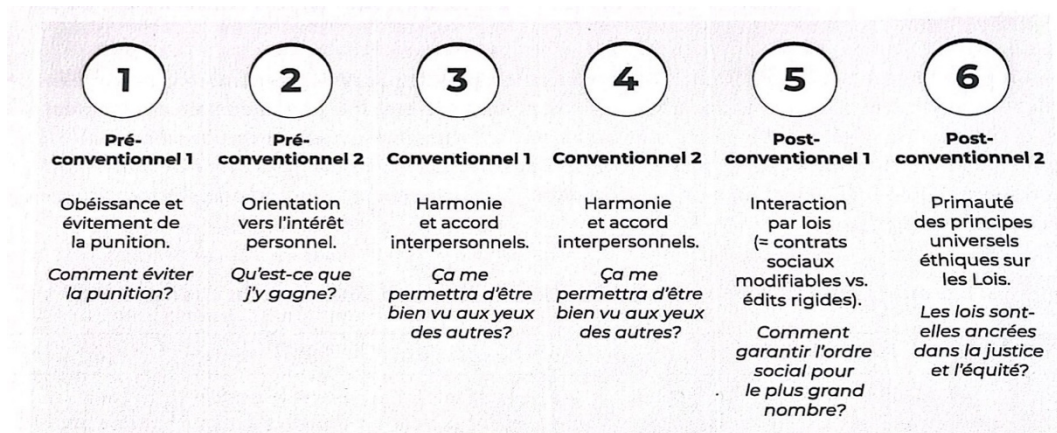 1
Pré-
conventionnel 1
Obéissance et
évitement de
la punition.
Comment éviter
la punition?
2
Pré-
conventionnel 2
Orientation
vers l'intérêt
personnel.
Qu'est-ce que
j'y gagne?
3
Conventionnel 1
Harmonie
et accord
interpersonnels.
Ça me
permettra d'être
bien vu aux yeux
des autres?
4
Conventionnel 2
Harmonie
et accord
interpersonnels.
Ça me
permettra d'être
bien vu aux yeux
des autres?
5
Post-
conventionnel 1
Interaction
par lois
(= contrats
sociaux
modifiables vs.
édits rigides).
Comment
garantir l'ordre
social pour
le plus grand
nombre?
6
Post-
conventionnel 2
Primauté
des principes
universels
éthiques sur
les Lois.
Les lois sont-
elles ancrées
dans la justice
et l'équité?